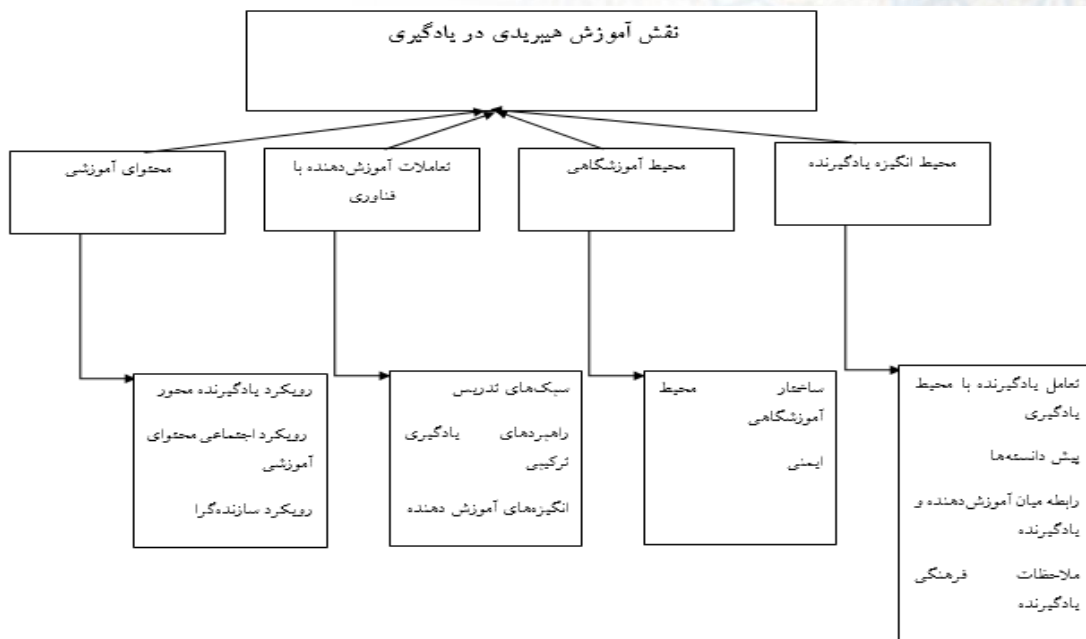 نقش آموزش هیبریدی در یادگیری
محیط انگیزه یادگیرنده
محیط آموزشگاهی
تعاملات آموزش‌دهنده با
فناوری
محتوای آموزشی
تعامل یادگیرنده با محیط
یادگیری
پیش دانسته‌ها
رابطه میان آموزش‌دهنده و
یادگیرنده
ملاحظات فرهنگی
یادگیرنده
ساختار محیط
آموزشگاهی
ایمنی
سبک‌های تدریس
راهبردهای یادگیری
ترکیبی
انگیزه‌های آموزش دهنده
رویکرد یادگیرنده محور
رویکرد اجتماعی محتوای
آموزشی
رویکرد سازنده‌گرا